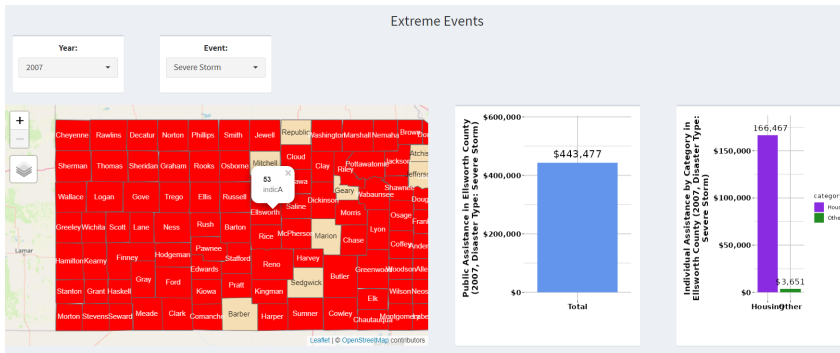 Extreme Events
Year:
Event:
2007
Severe Storm
+
−
Cheyenne Rawlins Decatur Norton Phillips Smith Jewell Republic Washington Marshall Nemaha Brown
Sherman Thomas Sheridan Graham Rooks Osborne Mitchell Cloud Clay Riley Pottawatomie Jackson
53
indicA
×
Wallace Logan Gove Trego Ellis Russell Ellsworth Saline Dickinson Geary Wabaunsee Shawnee
Morris Osage
Greeley Wichita Scott Lane Ness Rush Barton Rice McPherson Marion Chase Lyon Coffey
Hamilton Kearny Finney Hodgeman Pawnee Stafford Reno Harvey Butler Greenwood
Gray Ford Edwards
Stanton Grant Haskell Kiowa Pratt Kingman Sedgwick Elk Wilson
Morton Stevens Seward Meade Clark Barber Harper Sumner Cowley Chautauqua
Lamar
Leaflet | © OpenStreetMap contributors
Public Assistance in Ellsworth County
(2007, Disaster Type: Severe Storm)
$600,000
$400,000
$200,000
$0
$443,477
Total
Individual Assistance by Category in
Ellsworth County (2007, Disaster Type:
Severe Storm)
$150,000
$100,000
$50,000
$0
166,467
$3,651
Housing Other
categor
Hous
Othe